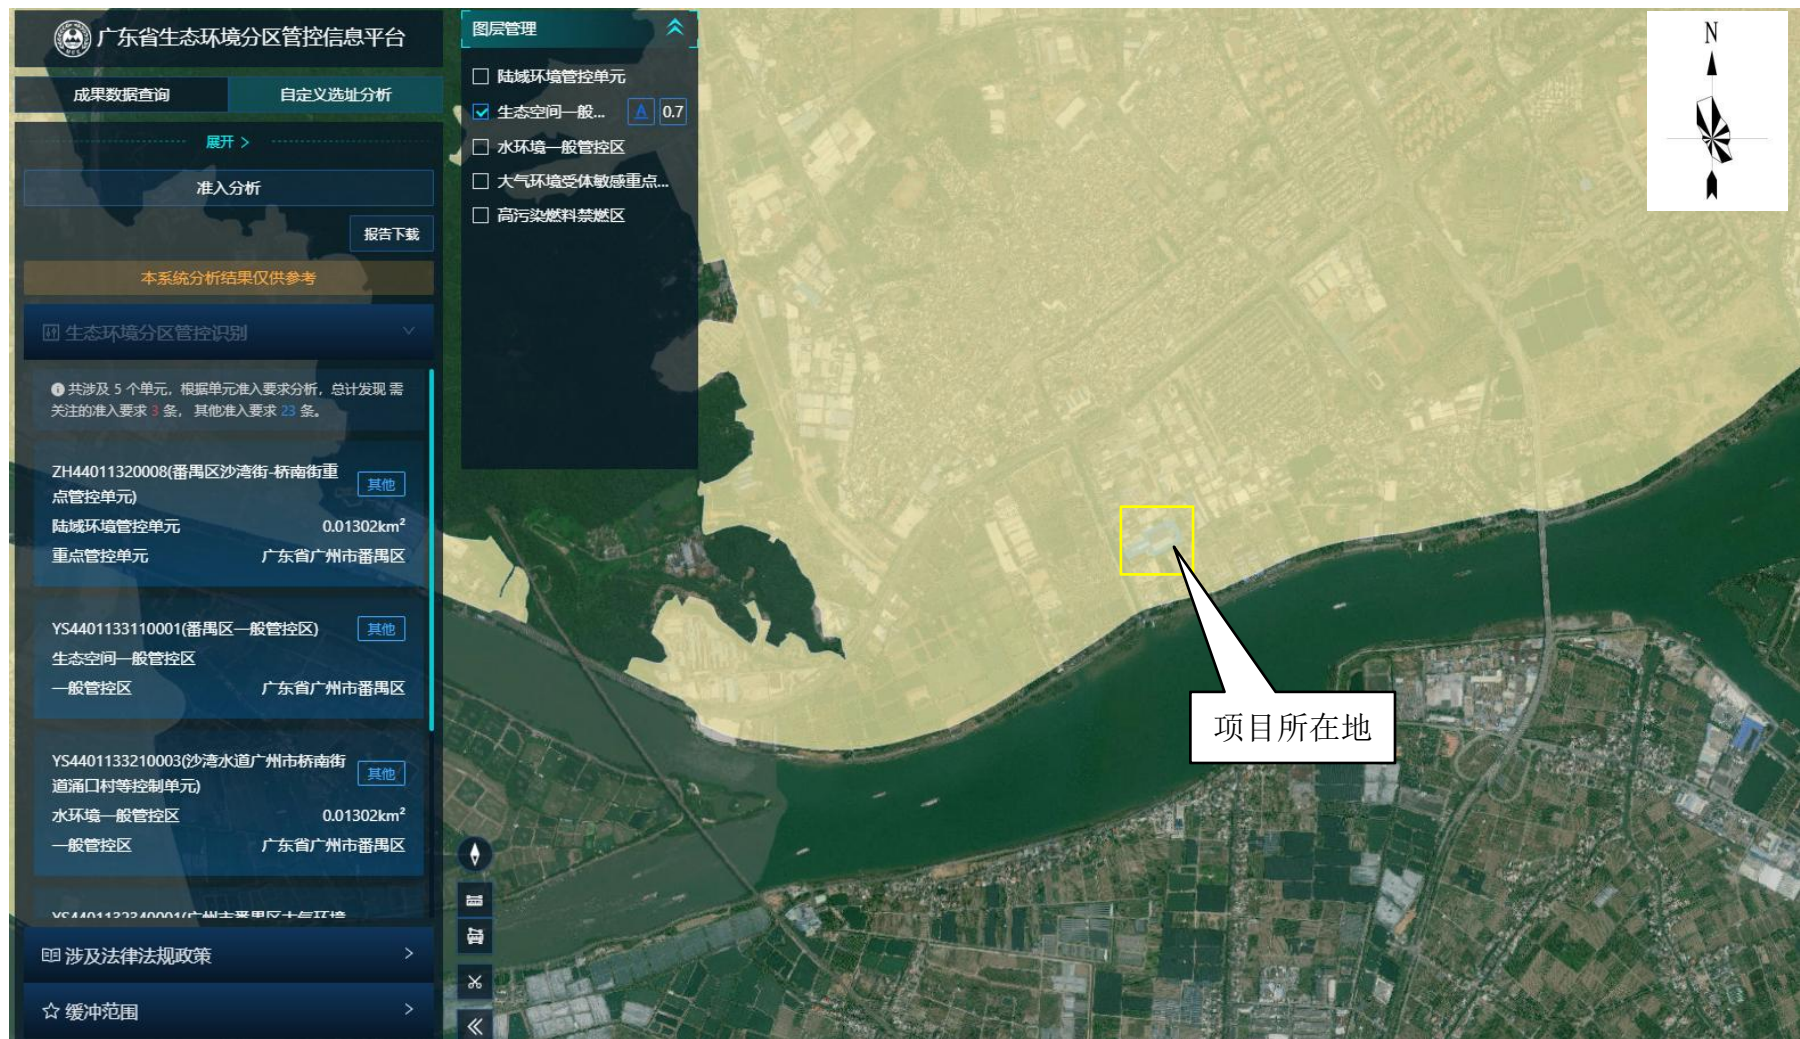 广东省生态环境分区管控信息平台
成果数据查询
自定义选址分析
展开 >
准入分析
报告下载
本系统分析结果仅供参考
生态环境分区管控识别
共涉及 5 个单元，根据单元准入要求分析，总计发现 需
关注的准入要求 3 条， 其他准入要求 23 条。
ZH44011320008(番禺区沙湾街-桥南街重
点管控单元)
其他
陆域环境管控单元
0.01302km²
重点管控单元
广东省广州市番禺区
YS4401133110001(番禺区一般管控区)
其他
生态空间一般管控区
一般管控区
广东省广州市番禺区
YS4401133210003(沙湾水道广州市桥南街
道涌口村等控制单元)
其他
水环境一般管控区
0.01302km²
一般管控区
广东省广州市番禺区
YS4401132340001(广州市番禺区大气环境
涉及法律法规政策
缓冲范围
图层管理
陆域环境管控单元
生态空间一般...
0.7
水环境一般管控区
大气环境受体敏感重点...
高污染燃料禁燃区
N
项目所在地